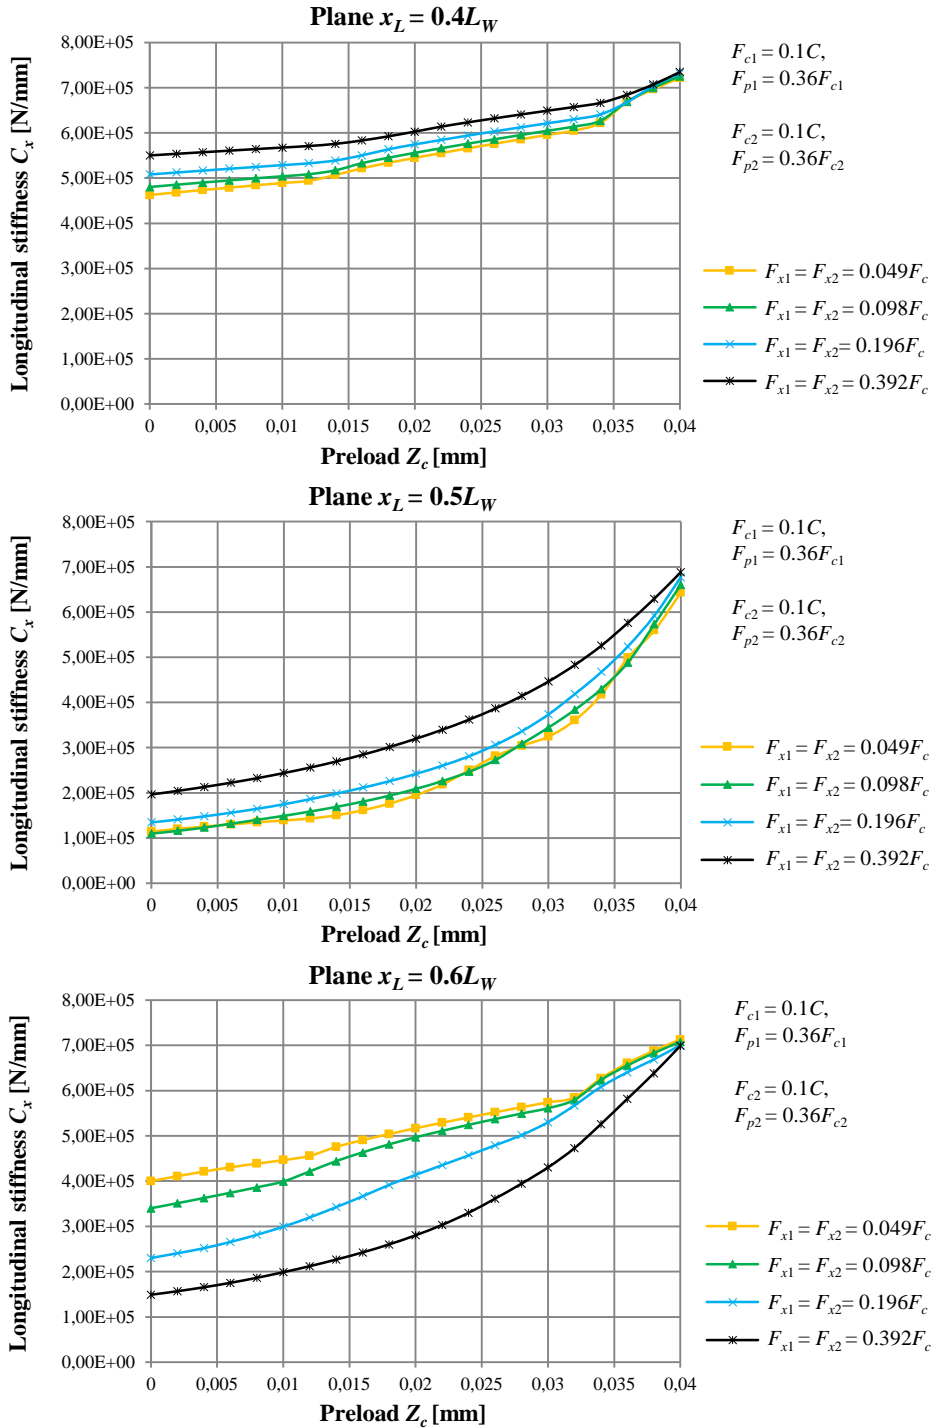 Plane x_L = 0.4L_W
Longitudinal stiffness C_x [N/mm]
8,00E+05
7,00E+05
6,00E+05
5,00E+05
4,00E+05
3,00E+05
2,00E+05
1,00E+05
0,00E+00
0 0,005 0,01 0,015 0,02 0,025 0,03 0,035 0,04
Preload Z_c [mm]
F_c1 = 0.1C,
F_p1 = 0.36F_c1
F_c2 = 0.1C,
F_p2 = 0.36F_c2
F_x1 = F_x2 = 0.049F_c
F_x1 = F_x2 = 0.098F_c
F_x1 = F_x2 = 0.196F_c
F_x1 = F_x2 = 0.392F_c
Plane x_L = 0.5L_W
Longitudinal stiffness C_x [N/mm]
8,00E+05
7,00E+05
6,00E+05
5,00E+05
4,00E+05
3,00E+05
2,00E+05
1,00E+05
0,00E+00
0 0,005 0,01 0,015 0,02 0,025 0,03 0,035 0,04
Preload Z_c [mm]
F_c1 = 0.1C,
F_p1 = 0.36F_c1
F_c2 = 0.1C,
F_p2 = 0.36F_c2
F_x1 = F_x2 = 0.049F_c
F_x1 = F_x2 = 0.098F_c
F_x1 = F_x2 = 0.196F_c
F_x1 = F_x2 = 0.392F_c
Plane x_L = 0.6L_W
Longitudinal stiffness C_x [N/mm]
8,00E+05
7,00E+05
6,00E+05
5,00E+05
4,00E+05
3,00E+05
2,00E+05
1,00E+05
0,00E+00
0 0,005 0,01 0,015 0,02 0,025 0,03 0,035 0,04
Preload Z_c [mm]
F_c1 = 0.1C,
F_p1 = 0.36F_c1
F_c2 = 0.1C,
F_p2 = 0.36F_c2
F_x1 = F_x2 = 0.049F_c
F_x1 = F_x2 = 0.098F_c
F_x1 = F_x2 = 0.196F_c
F_x1 = F_x2 = 0.392F_c